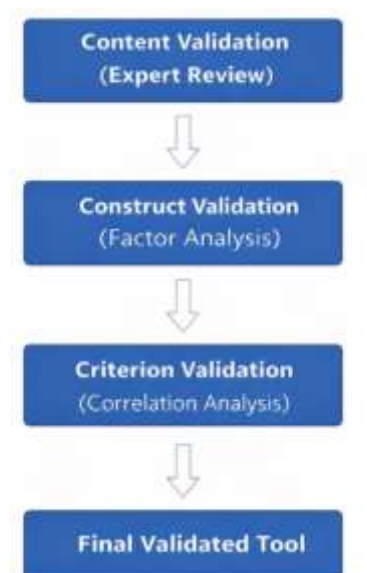 Content Validation
(Expert Review)
Construct Validation
(Factor Analysis)
Criterion Validation
(Correlation Analysis)
Final Validated Tool